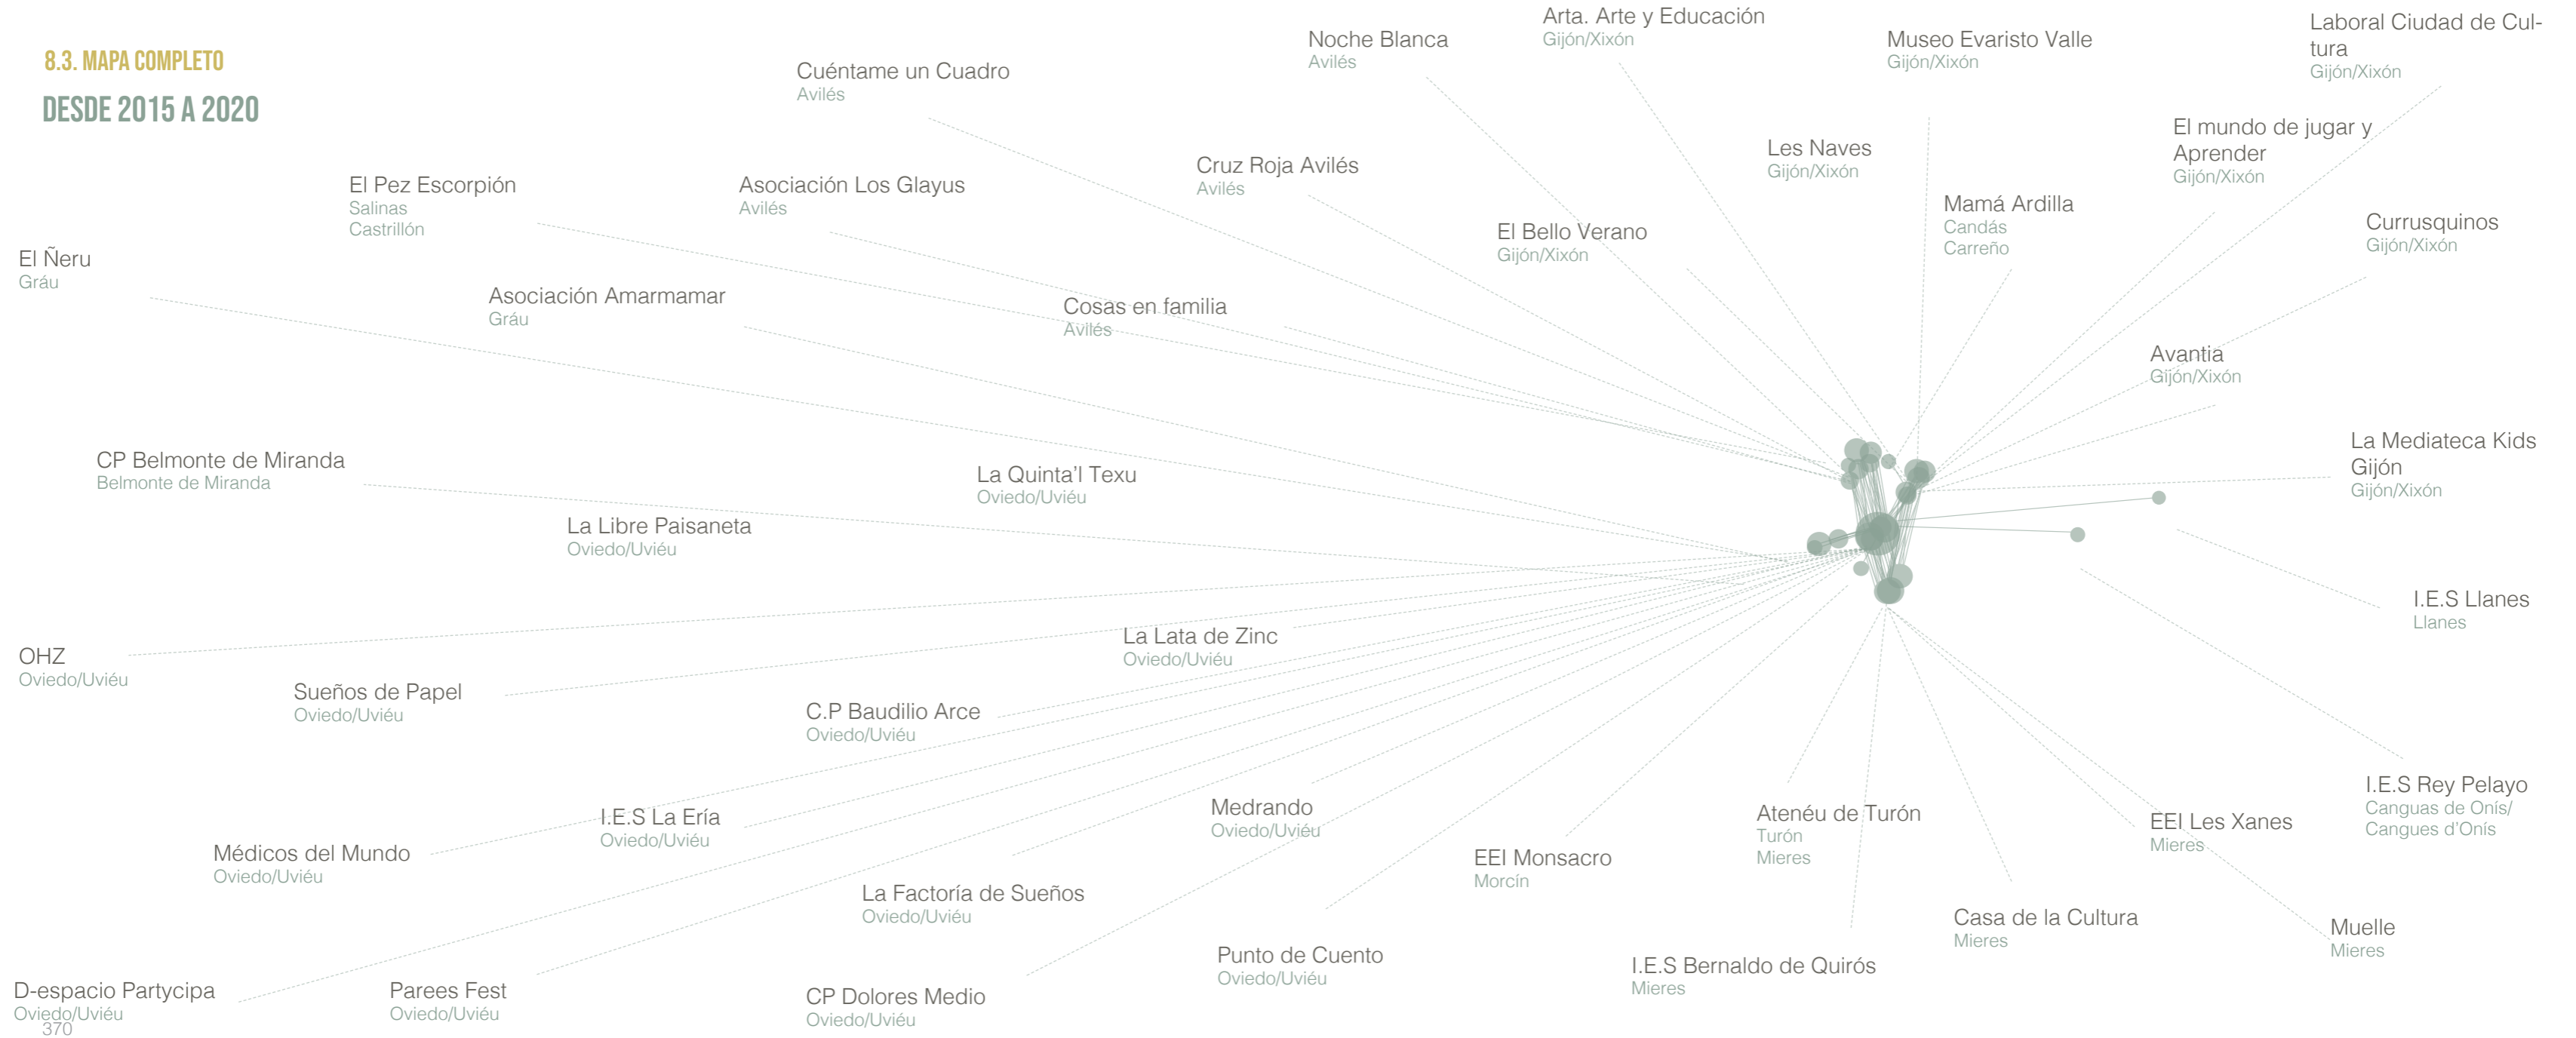 8.3. MAPA COMPLETO
DESDE 2015 A 2020
Cuéntame un Cuadro
Avilés
Noche Blanca
Avilés
Arta. Arte y Educación
Gijón/Xixón
Museo Evaristo Valle
Gijón/Xixón
Laboral Ciudad de Cul-
tura
Gijón/Xixón
El Pez Escorpión
Salinas
Castrillón
Asociación Los Glayus
Avilés
Cruz Roja Avilés
Avilés
Les Naves
Gijón/Xixón
El mundo de jugar y
Aprender
Gijón/Xixón
El Ñeru
Gráu
El Bello Verano
Gijón/Xixón
Mamá Ardilla
Candás
Carreño
Currusquinos
Gijón/Xixón
Asociación Amarmamar
Gráu
Cosas en familia
Avilés
Avantia
Gijón/Xixón
CP Belmonte de Miranda
Belmonte de Miranda
La Quinta'l Texu
Oviedo/Uviéu
La Mediateca Kids
Gijón
Gijón/Xixón
La Libre Paisaneta
Oviedo/Uviéu
I.E.S Llanes
Llanes
OHZ
Oviedo/Uviéu
Sueños de Papel
Oviedo/Uviéu
La Lata de Zinc
Oviedo/Uviéu
C.P Baudilio Arce
Oviedo/Uviéu
Médicos del Mundo
Oviedo/Uviéu
I.E.S La Ería
Oviedo/Uviéu
Medrando
Oviedo/Uviéu
Atenéu de Turón
Turón
Mieres
EEI Les Xanes
Mieres
I.E.S Rey Pelayo
Canguas de Onís/
Cangues d'Onís
EEI Monsacro
Morcín
La Factoría de Sueños
Oviedo/Uviéu
Casa de la Cultura
Mieres
Muelle
Mieres
D-espacio Partycipa
Oviedo/Uviéu
Parees Fest
Oviedo/Uviéu
CP Dolores Medio
Oviedo/Uviéu
Punto de Cuento
Oviedo/Uviéu
I.E.S Bernaldo de Quirós
Mieres
370